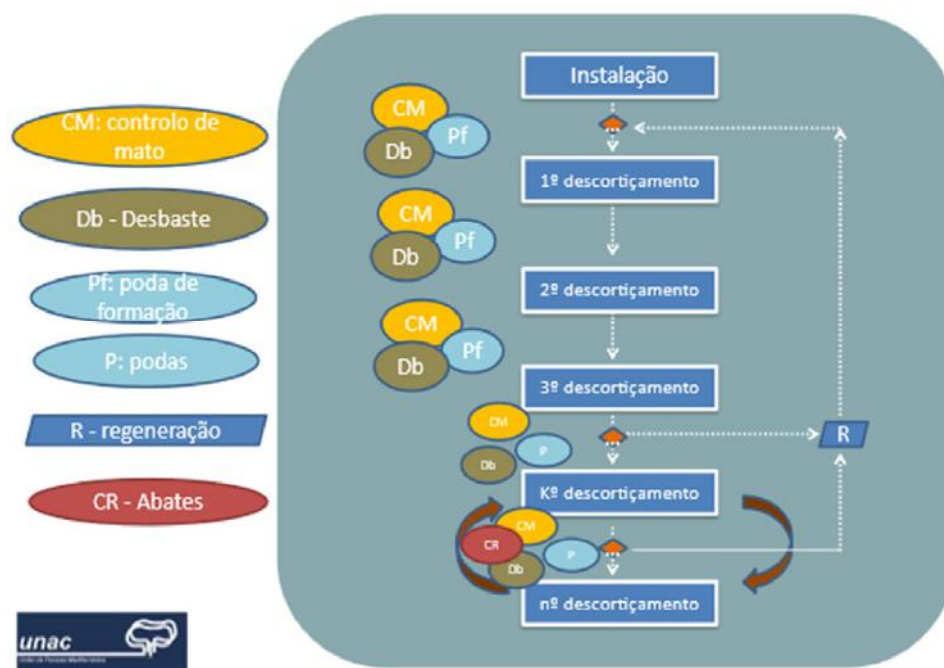 CM: controlo de
mato
Db - Desbaste
Pf: poda de
formação
P: podas
R - regeneração
CR - Abates
unac
Instalação
CM
Db
Pf
1º descortiçamento
CM
Db
Pf
2º descortiçamento
CM
Db
Pf
3º descortiçamento
CM
Db
P
R
Kº descortiçamento
CM
CR
Db
P
nº descortiçamento